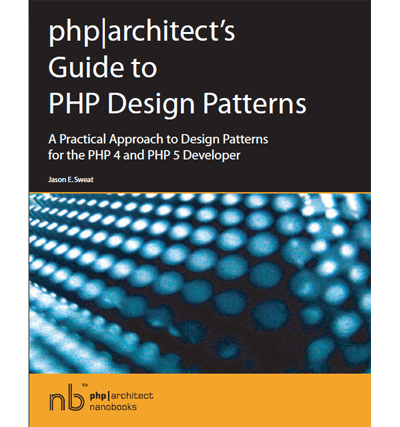 php|architect's
Guide to
PHP Design Patterns
A Practical Approach to Design Patterns
for the PHP 4 and PHP 5 Developer
Jason E. Sweat
nb™
php|architect
nanobooks